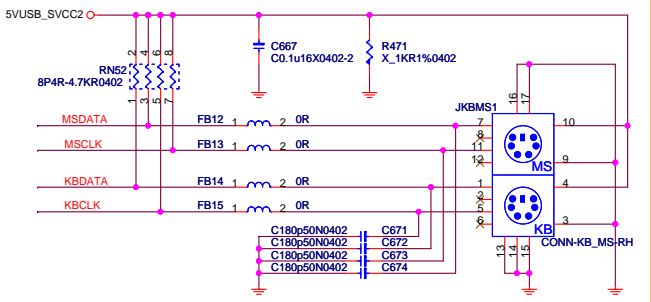 5VUSB_SVCC2
2 4 6 8
RN52
8P4R-4.7KR0402
1 3 5 7
C667
C0.1u16X0402-2
R471
X_1KR1%0402
JKBMS1
16 17
MSDATA FB12 1 2 0R 7 10
8
MSCLK FB13 1 2 0R 11
12 MS 9
KBDATA FB14 1 2 0R 1 4
2
KBCLK FB15 1 2 0R 5
6 KB 3
C180p50N0402 C671
C180p50N0402 C672
C180p50N0402 C673
C180p50N0402 C674
13 14 15
CONN-KB_MS-RH